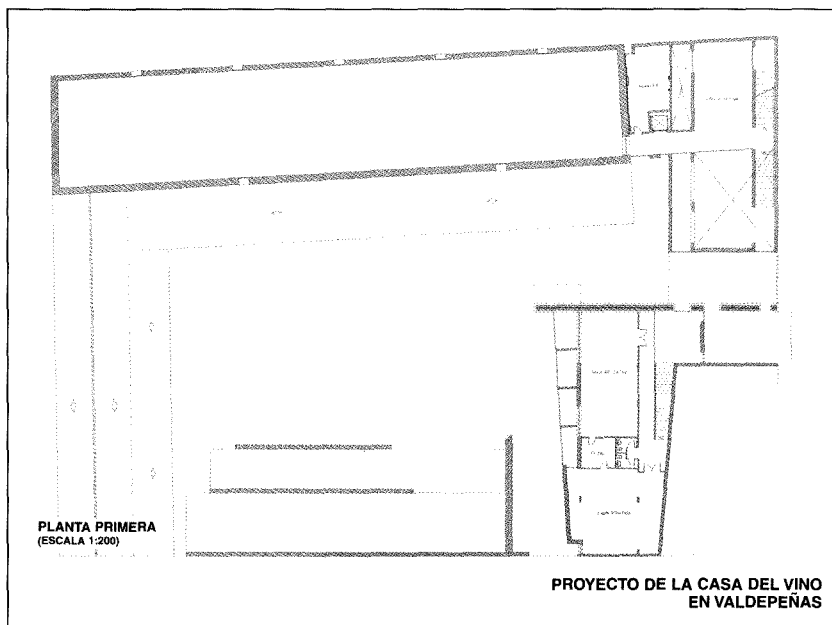 PLANTA PRIMERA
(ESCALA 1:200)
PROYECTO DE LA CASA DEL VINO
EN VALDEPEÑAS